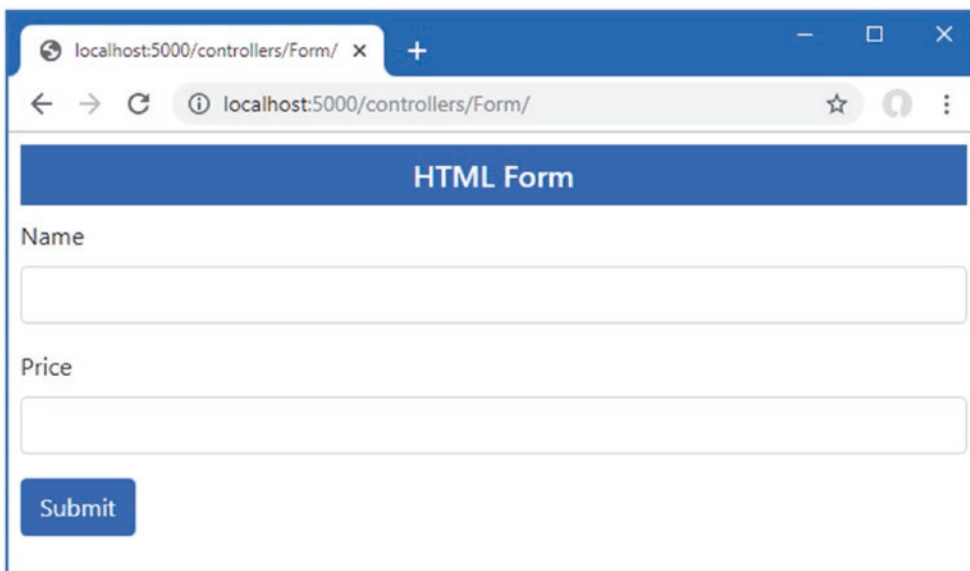 localhost:5000/controllers/Form/
localhost:5000/controllers/Form/
HTML Form
Name
Price
Submit